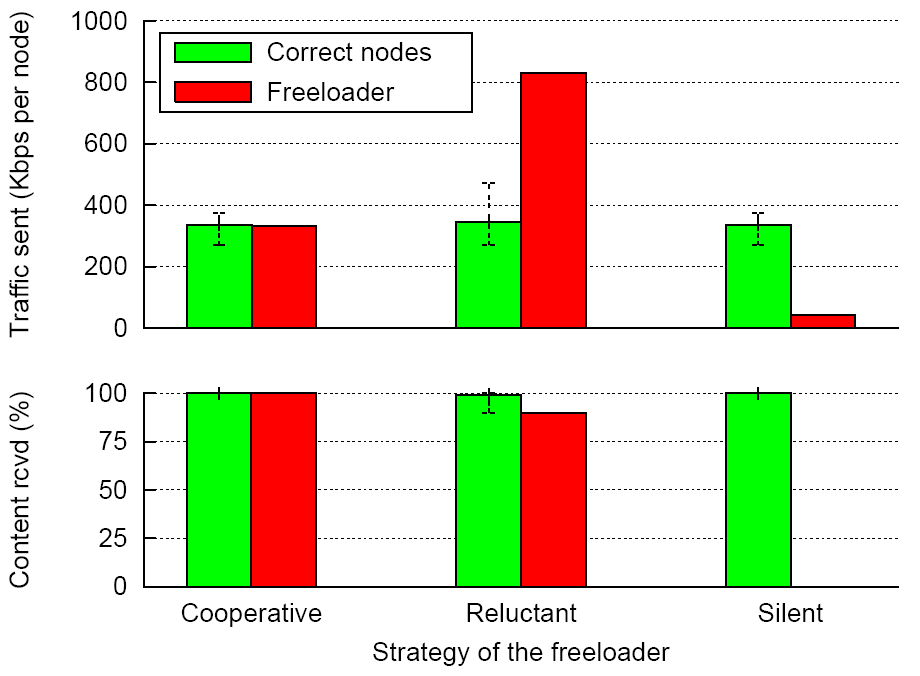 Traffic sent (Kbps per node)
1000
800
600
400
200
0
Correct nodes
Freeloader
Content rcvd (%)
100
75
50
25
0
Cooperative Reluctant Silent
Strategy of the freeloader